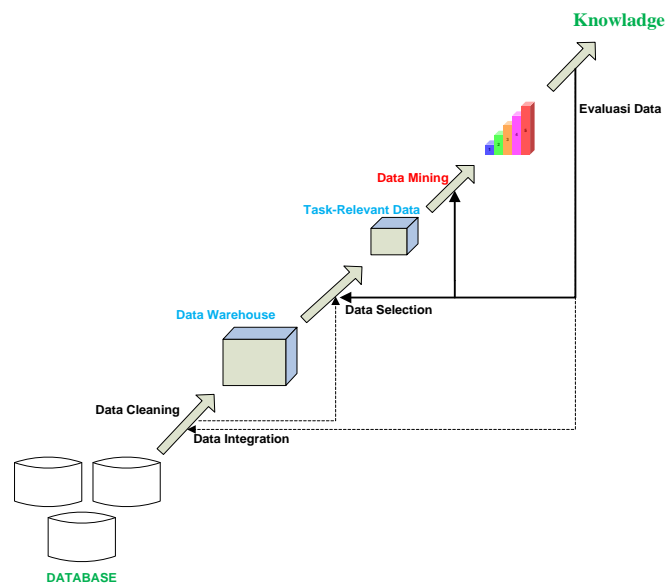 Knowladge
Evaluasi Data
Data Mining
Task-Relevant Data
Data Selection
Data Warehouse
Data Cleaning
Data Integration
DATABASE